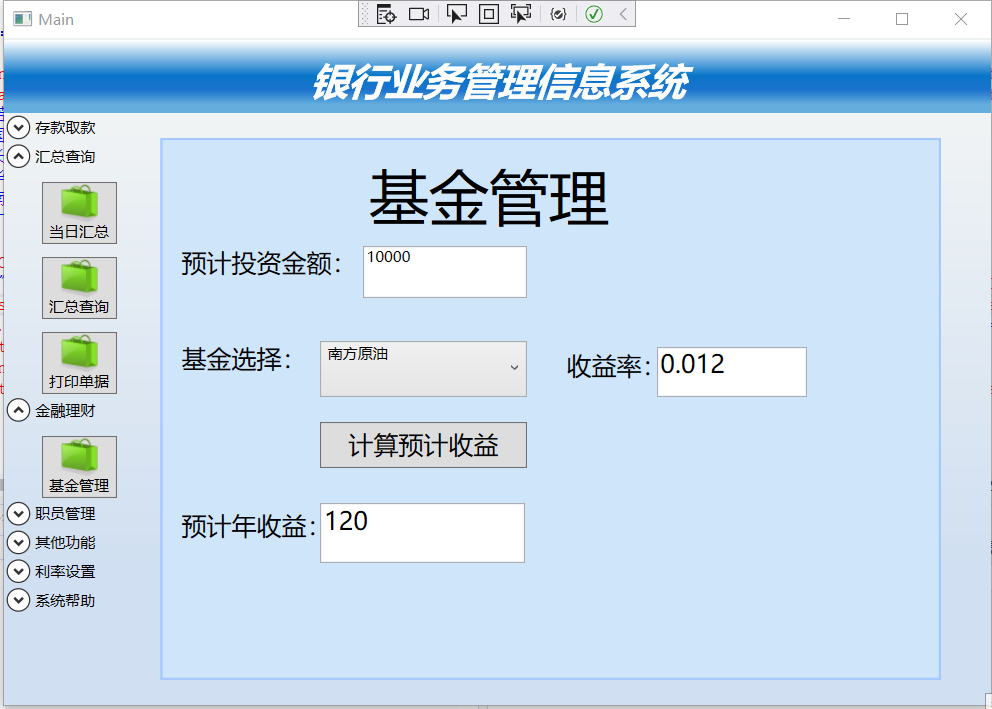 Main
银行业务管理信息系统
存款取款
汇总查询
当日汇总
汇总查询
打印单据
金融理财
基金管理
职员管理
其他功能
利率设置
系统帮助
基金管理
预计投资金额： 10000
基金选择： 南方原油 收益率： 0.012
计算预计收益
预计年收益： 120